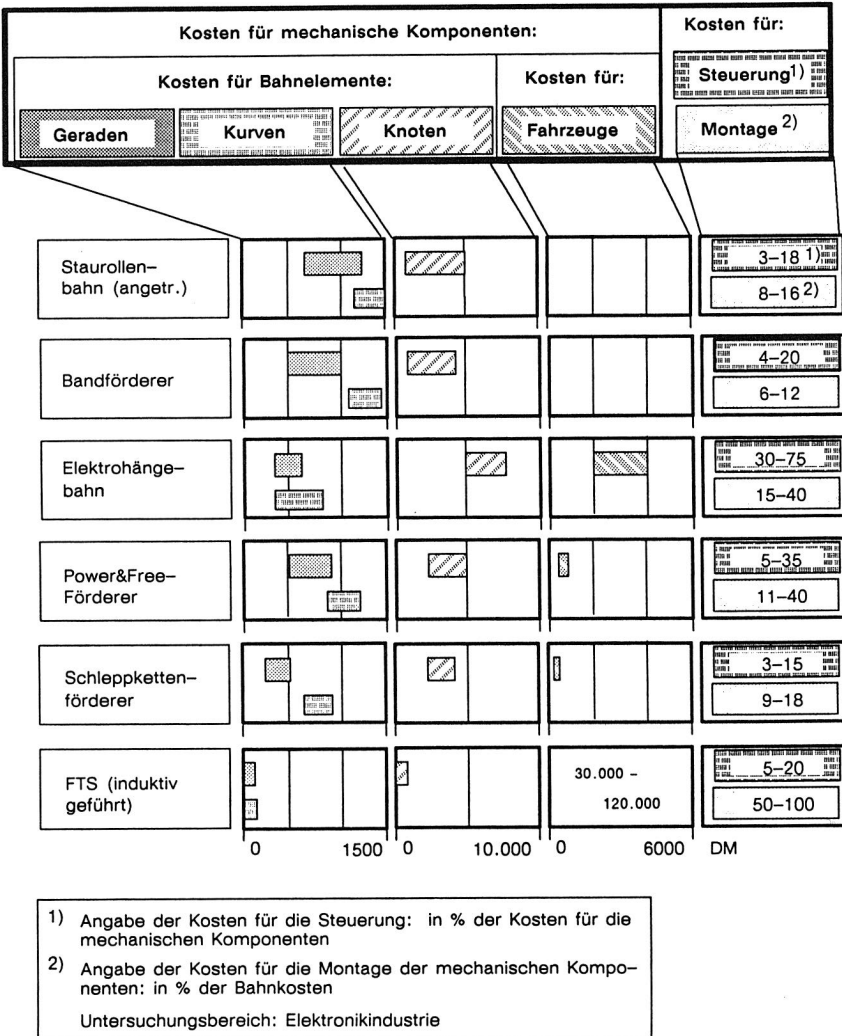 Kosten für mechanische Komponenten:
Kosten für:
Kosten für Bahnelemente:
Kosten für:
Steuerung1)
Geraden
Kurven
Knoten
Fahrzeuge
Montage 2)
Staurollen–
bahn (angetr.)
3–18 1)
8–16 2)
Bandförderer
4–20
6–12
Elektrohänge–
bahn
30–75
15–40
Power&Free–
Förderer
5–35
11–40
Schleppketten–
förderer
3–15
9–18
FTS (induktiv
geführt)
30.000 –
120.000
5–20
50–100
0 1500 0 10.000 0 6000 DM
1) Angabe der Kosten für die Steuerung: in % der Kosten für die
mechanischen Komponenten
2) Angabe der Kosten für die Montage der mechanischen Kompo–
nenten: in % der Bahnkosten
Untersuchungsbereich: Elektronikindustrie